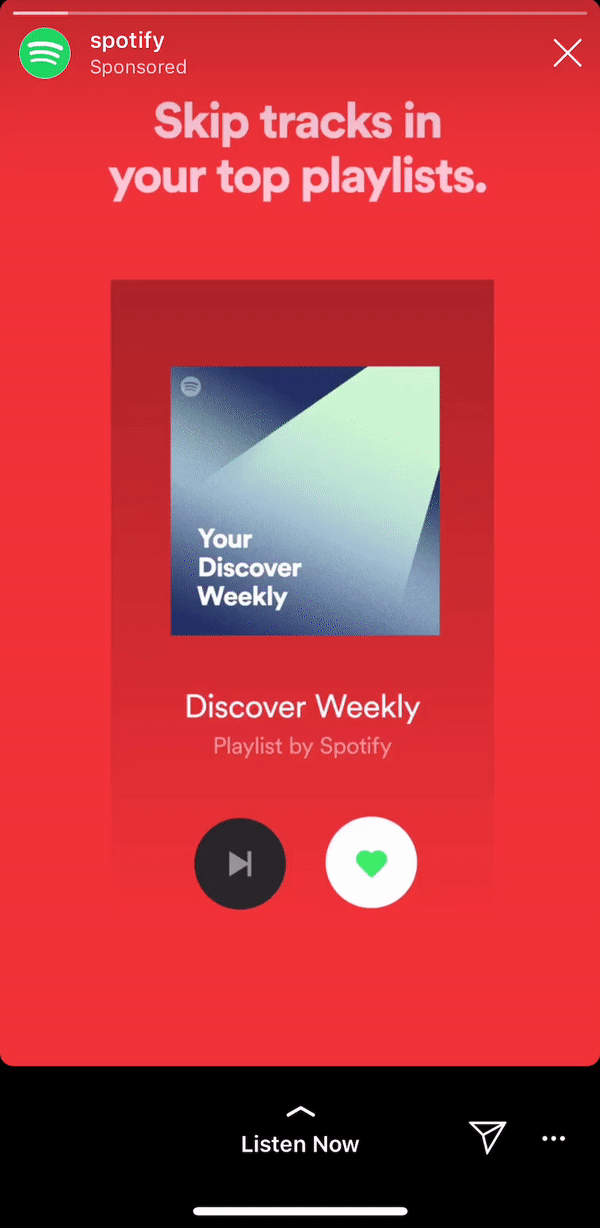 spotify
Sponsored
Skip tracks in
your top playlists.
Your
Discover
Weekly
Discover Weekly
Playlist by Spotify
Listen Now